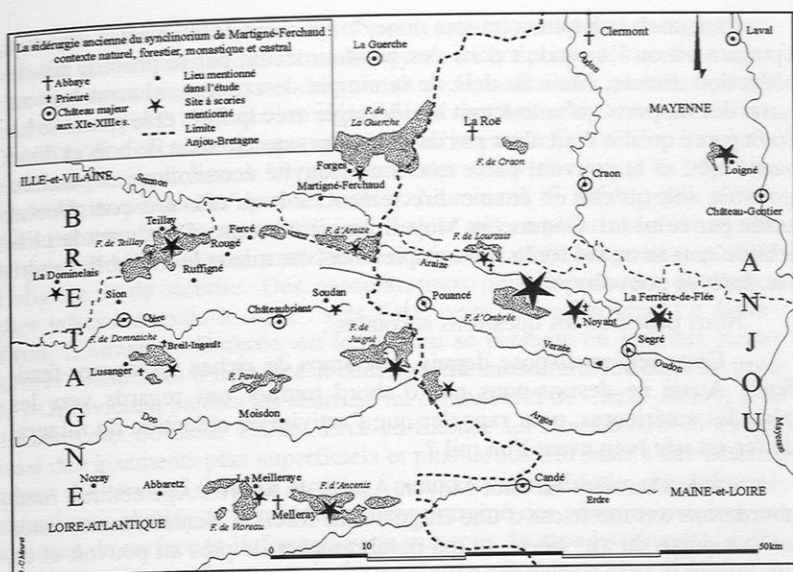 La sidérurgie ancienne du synclinorium de Martigné-Ferchaud :
contexte naturel, forestier, monastique et castral
Abbaye
Prieuré
Château majeur
aux XIe-XIIIe s.
Lieu mentionné
dans l'étude
Site à scories
mentionné
Limite
Anjou-Bretagne
La Guerche
Clermont
Laval
MAYENNE
F. de
La Guerche
La Roë
F. de Craon
Forges
Martigné-Ferchaud
Craon
Loigné
Château-Gontier
ILLE-et-VILAINE
Semnon
BRETAGNE
ANJOU
Teillay
F. de Teillay
Rougé
Fercé
F. d'Araize
F. de Lourzais
Araize
La Dominelais
Ruffigné
Sion
Chère
Châteaubriant
Soudan
Pouancé
F. d'Ombrée
Noyant
La Ferrière-de-Flée
Segré
Verzée
Oudon
F. de Domnaiche
Breil-Ingault
Lusanger
F. Pavée
F. de
Juigné
Don
Moisdon
Argos
Mayenne
Nozay
Abbaretz
La Meilleraye
F. d'Ancenis
Melleray
F. de Vioreau
Candé
Erdre
MAINE-et-LOIRE
LOIRE-ATLANTIQUE
0
10
50km